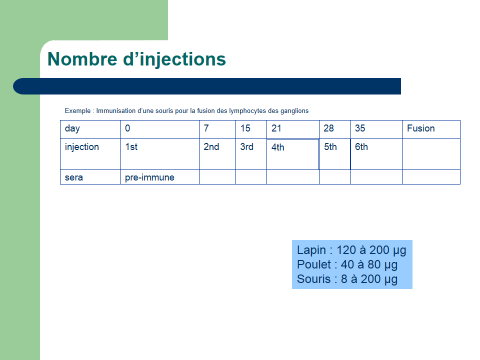 Nombre d'injections
Exemple : Immunisation d'une souris pour la fusion des lymphocytes des ganglions
day 0 7 15 21 28 35 Fusion
injection 1st 2nd 3rd 4th 5th 6th
sera pre-immune
Lapin : 120 à 200 µg
Poulet : 40 à 80 µg
Souris : 8 à 200 µg